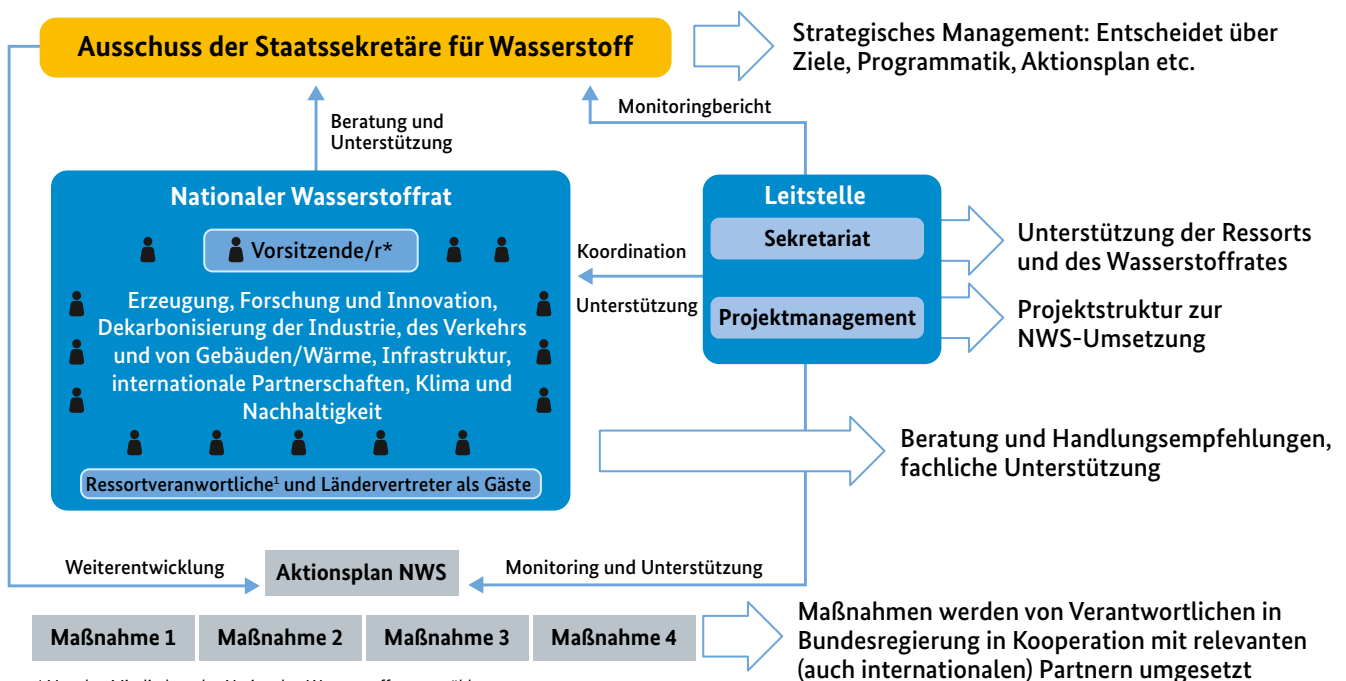 Ausschuss der Staatssekretäre für Wasserstoff
Strategisches Management: Entscheidet über
Ziele, Programmatik, Aktionsplan etc.
Beratung und
Unterstützung
Monitoringbericht
Nationaler Wasserstoffrat
Vorsitzende/r*
Erzeugung, Forschung und Innovation,
Dekarbonisierung der Industrie, des Verkehrs
und von Gebäuden/Wärme, Infrastruktur,
internationale Partnerschaften, Klima und
Nachhaltigkeit
Ressortveranwortliche¹ und Ländervertreter als Gäste
Koordination
Unterstützung
Leitstelle
Sekretariat
Projektmanagement
Unterstützung der Ressorts
und des Wasserstoffrates
Projektstruktur zur
NWS-Umsetzung
Beratung und Handlungsempfehlungen,
fachliche Unterstützung
Weiterentwicklung
Aktionsplan NWS
Monitoring und Unterstützung
Maßnahme 1
Maßnahme 2
Maßnahme 3
Maßnahme 4
Maßnahmen werden von Verantwortlichen in
Bundesregierung in Kooperation mit relevanten
(auch internationalen) Partnern umgesetzt